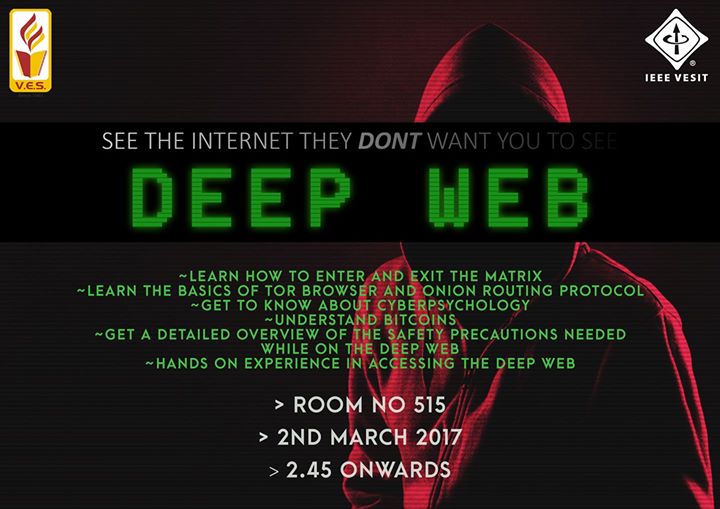 V.E.S.
IEEE VESIT
SEE THE INTERNET THEY DONT WANT YOU TO SEE
DEEP WEB
~LEARN HOW TO ENTER AND EXIT THE MATRIX
~LEARN THE BASICS OF TOR BROWSER AND ONION ROUTING PROTOCOL
~GET TO KNOW ABOUT CYBERPSYCHOLOGY
~UNDERSTAND BITCOINS
~GET A DETAILED OVERVIEW OF THE SAFETY PRECAUTIONS NEEDED
WHILE ON THE DEEP WEB
~HANDS ON EXPERIENCE IN ACCESSING THE DEEP WEB
> ROOM NO 515
> 2ND MARCH 2017
> 2.45 ONWARDS